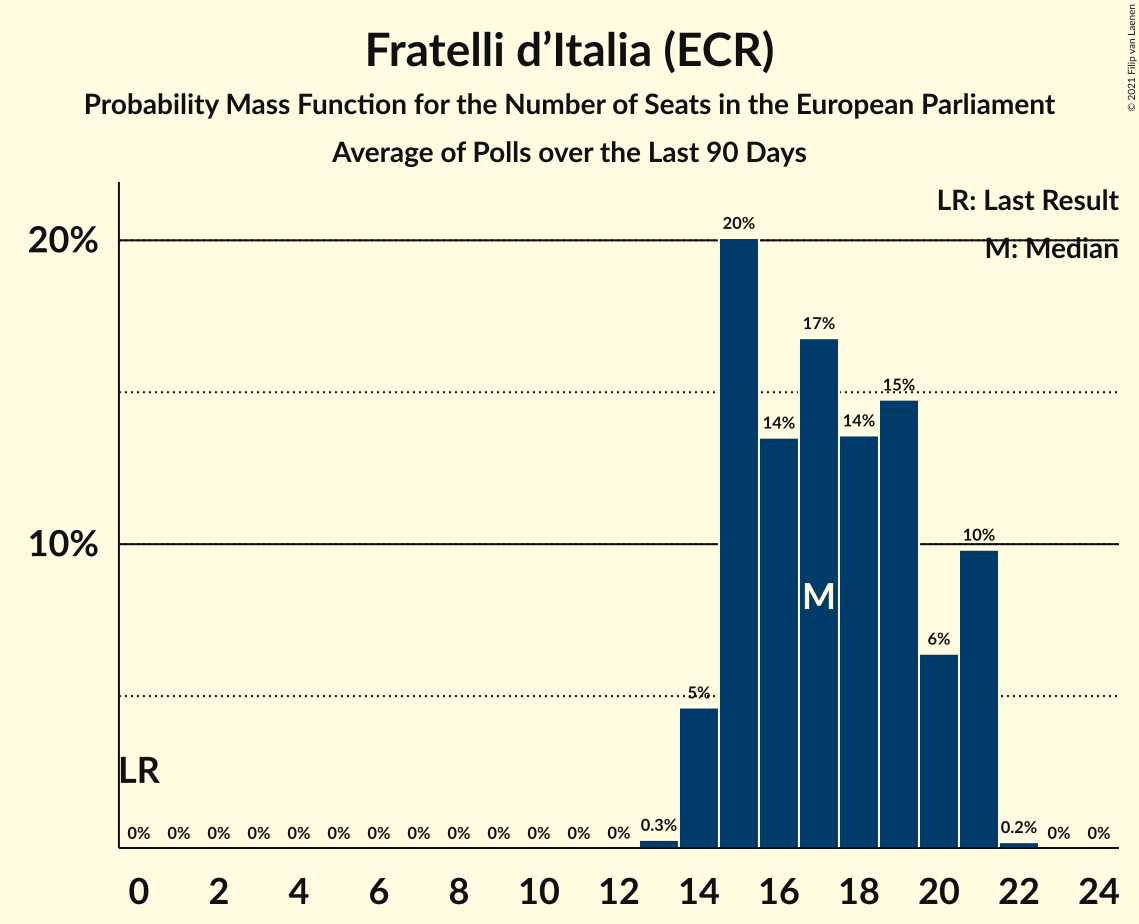 Fratelli d’Italia (ECR)
Probability Mass Function for the Number of Seats in the European Parliament
Average of Polls over the Last 90 Days
© 2021 Filip van Laenen
LR: Last Result
M: Median
20%
10%
20%
17%
15%
14%
14%
10%
6%
5%
M
LR
0% 0% 0% 0% 0% 0% 0% 0% 0% 0% 0% 0% 0% 0.3% 0.2% 0% 0%
0 2 4 6 8 10 12 14 16 18 20 22 24